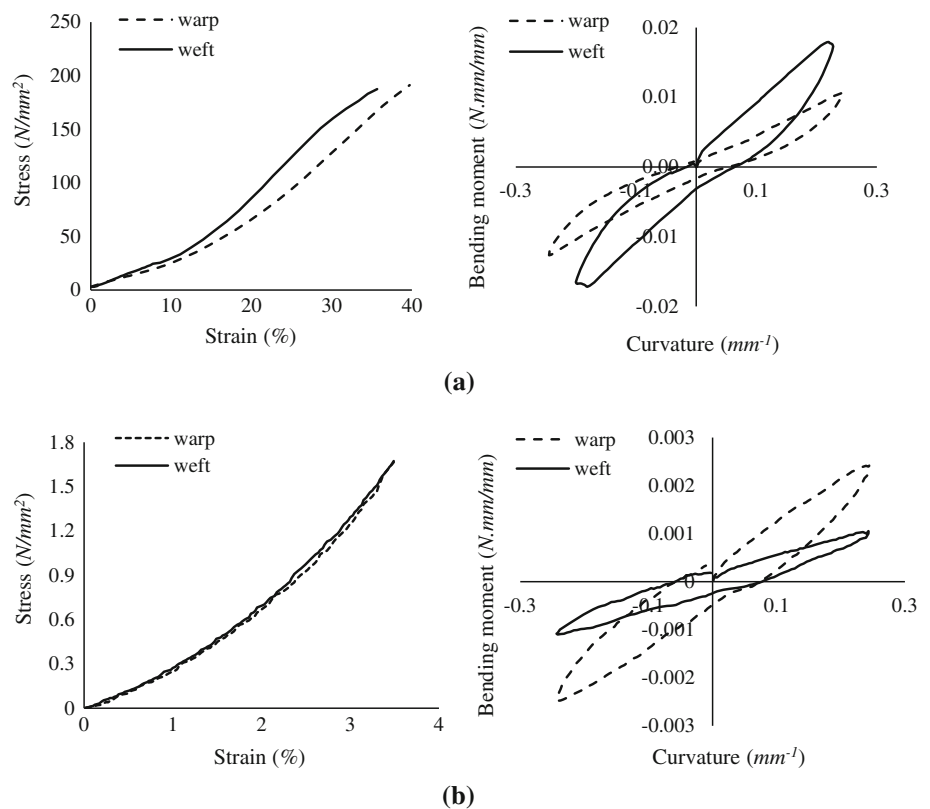 250
200
150
100
50
0
0 10 20 30 40
Stress (N/mm²)
Strain (%)
warp
weft
warp
weft
0.02
0.01
0.00
-0.01
-0.02
-0.3 -0.1 0.1 0.3
Bending moment (N.mm/mm)
Curvature (mm⁻¹)
(a)
1.8
1.5
1.2
0.9
0.6
0.3
0
0 1 2 3 4
Stress (N/mm²)
Strain (%)
warp
weft
warp
weft
0.003
0.002
0.001
0
-0.001
-0.002
-0.003
-0.3 -0.1 0.1 0.3
Bending moment (N.mm/mm)
Curvature (mm⁻¹)
(b)